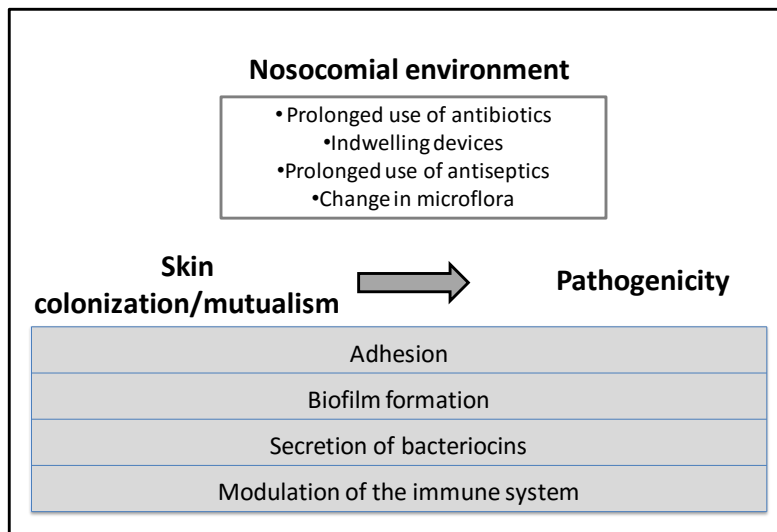 Nosocomial environment
•Prolonged use of antibiotics
•Indwelling devices
•Prolonged use of antiseptics
•Change in microflora
Skin
colonization/mutualism
Pathogenicity
Adhesion
Biofilm formation
Secretion of bacteriocins
Modulation of the immune system